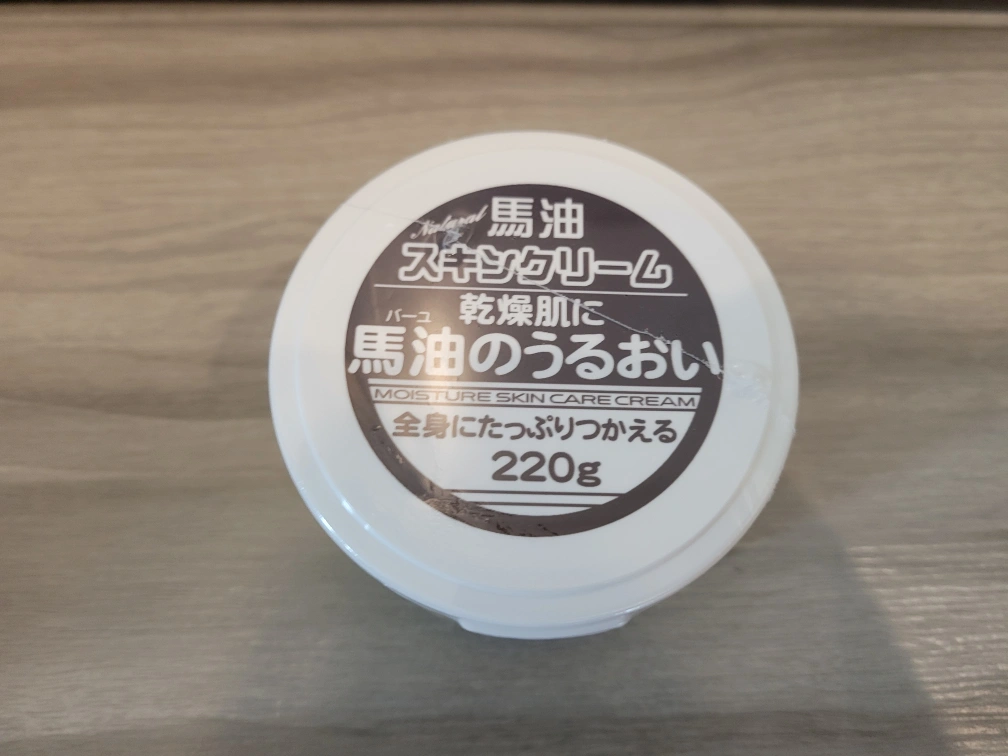 Natural
馬油
スキンクリーム
乾燥肌に
バーユ
馬油のうるおい
MOISTURE SKIN CARE CREAM
全身にたっぷりつかえる
220g